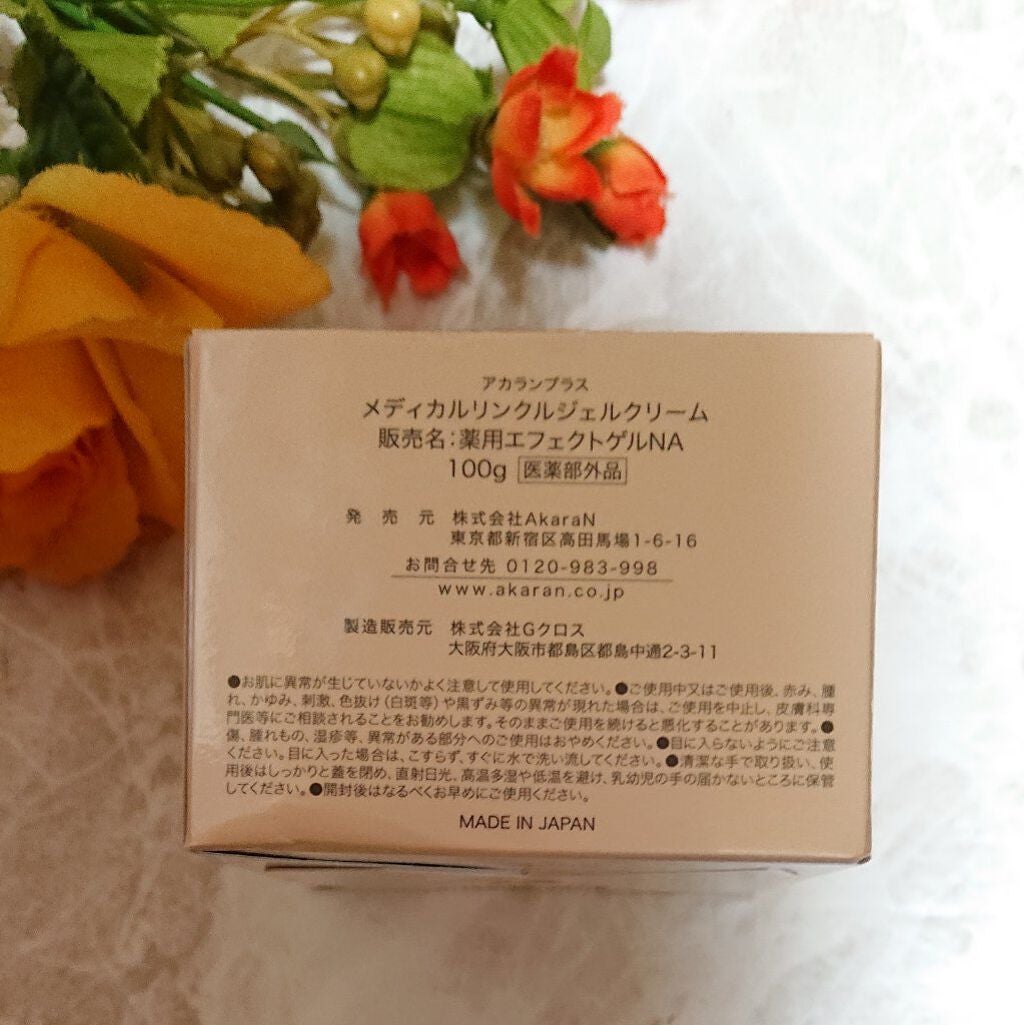 アカランプラス
メディカルリンクルジェルクリーム
販売名:薬用エフェクトゲルNA
100g 医薬部外品
発売元 株式会社AkaraN
東京都新宿区高田馬場1-6-16
お問合せ先 0120-983-998
www.akaran.co.jp
製造販売元 株式会社Gクロス
大阪府大阪市都島区都島中通2-3-11
●お肌に異常が生じていないかよく注意して使用してください。●ご使用中又はご使用後、赤み、腫
れ、かゆみ、刺激、色抜け(白斑等)や黒ずみ等の異常が現れた場合は、ご使用を中止し、皮膚科専
門医等にご相談されることをお勧めします。そのままご使用を続けると悪化することがあります。●
傷、腫れもの、湿疹等、異常がある部分へのご使用はおやめください。●目に入らないようにご注意
ください。目に入った場合は、こすらず、すぐに水で洗い流してください。●清潔な手で取り扱い、使
用後はしっかりと蓋を閉め、直射日光、高温多湿や低温を避け、乳幼児の手の届かないところに保管
してください。●開封後はなるべくお早めにご使用ください。
MADE IN JAPAN